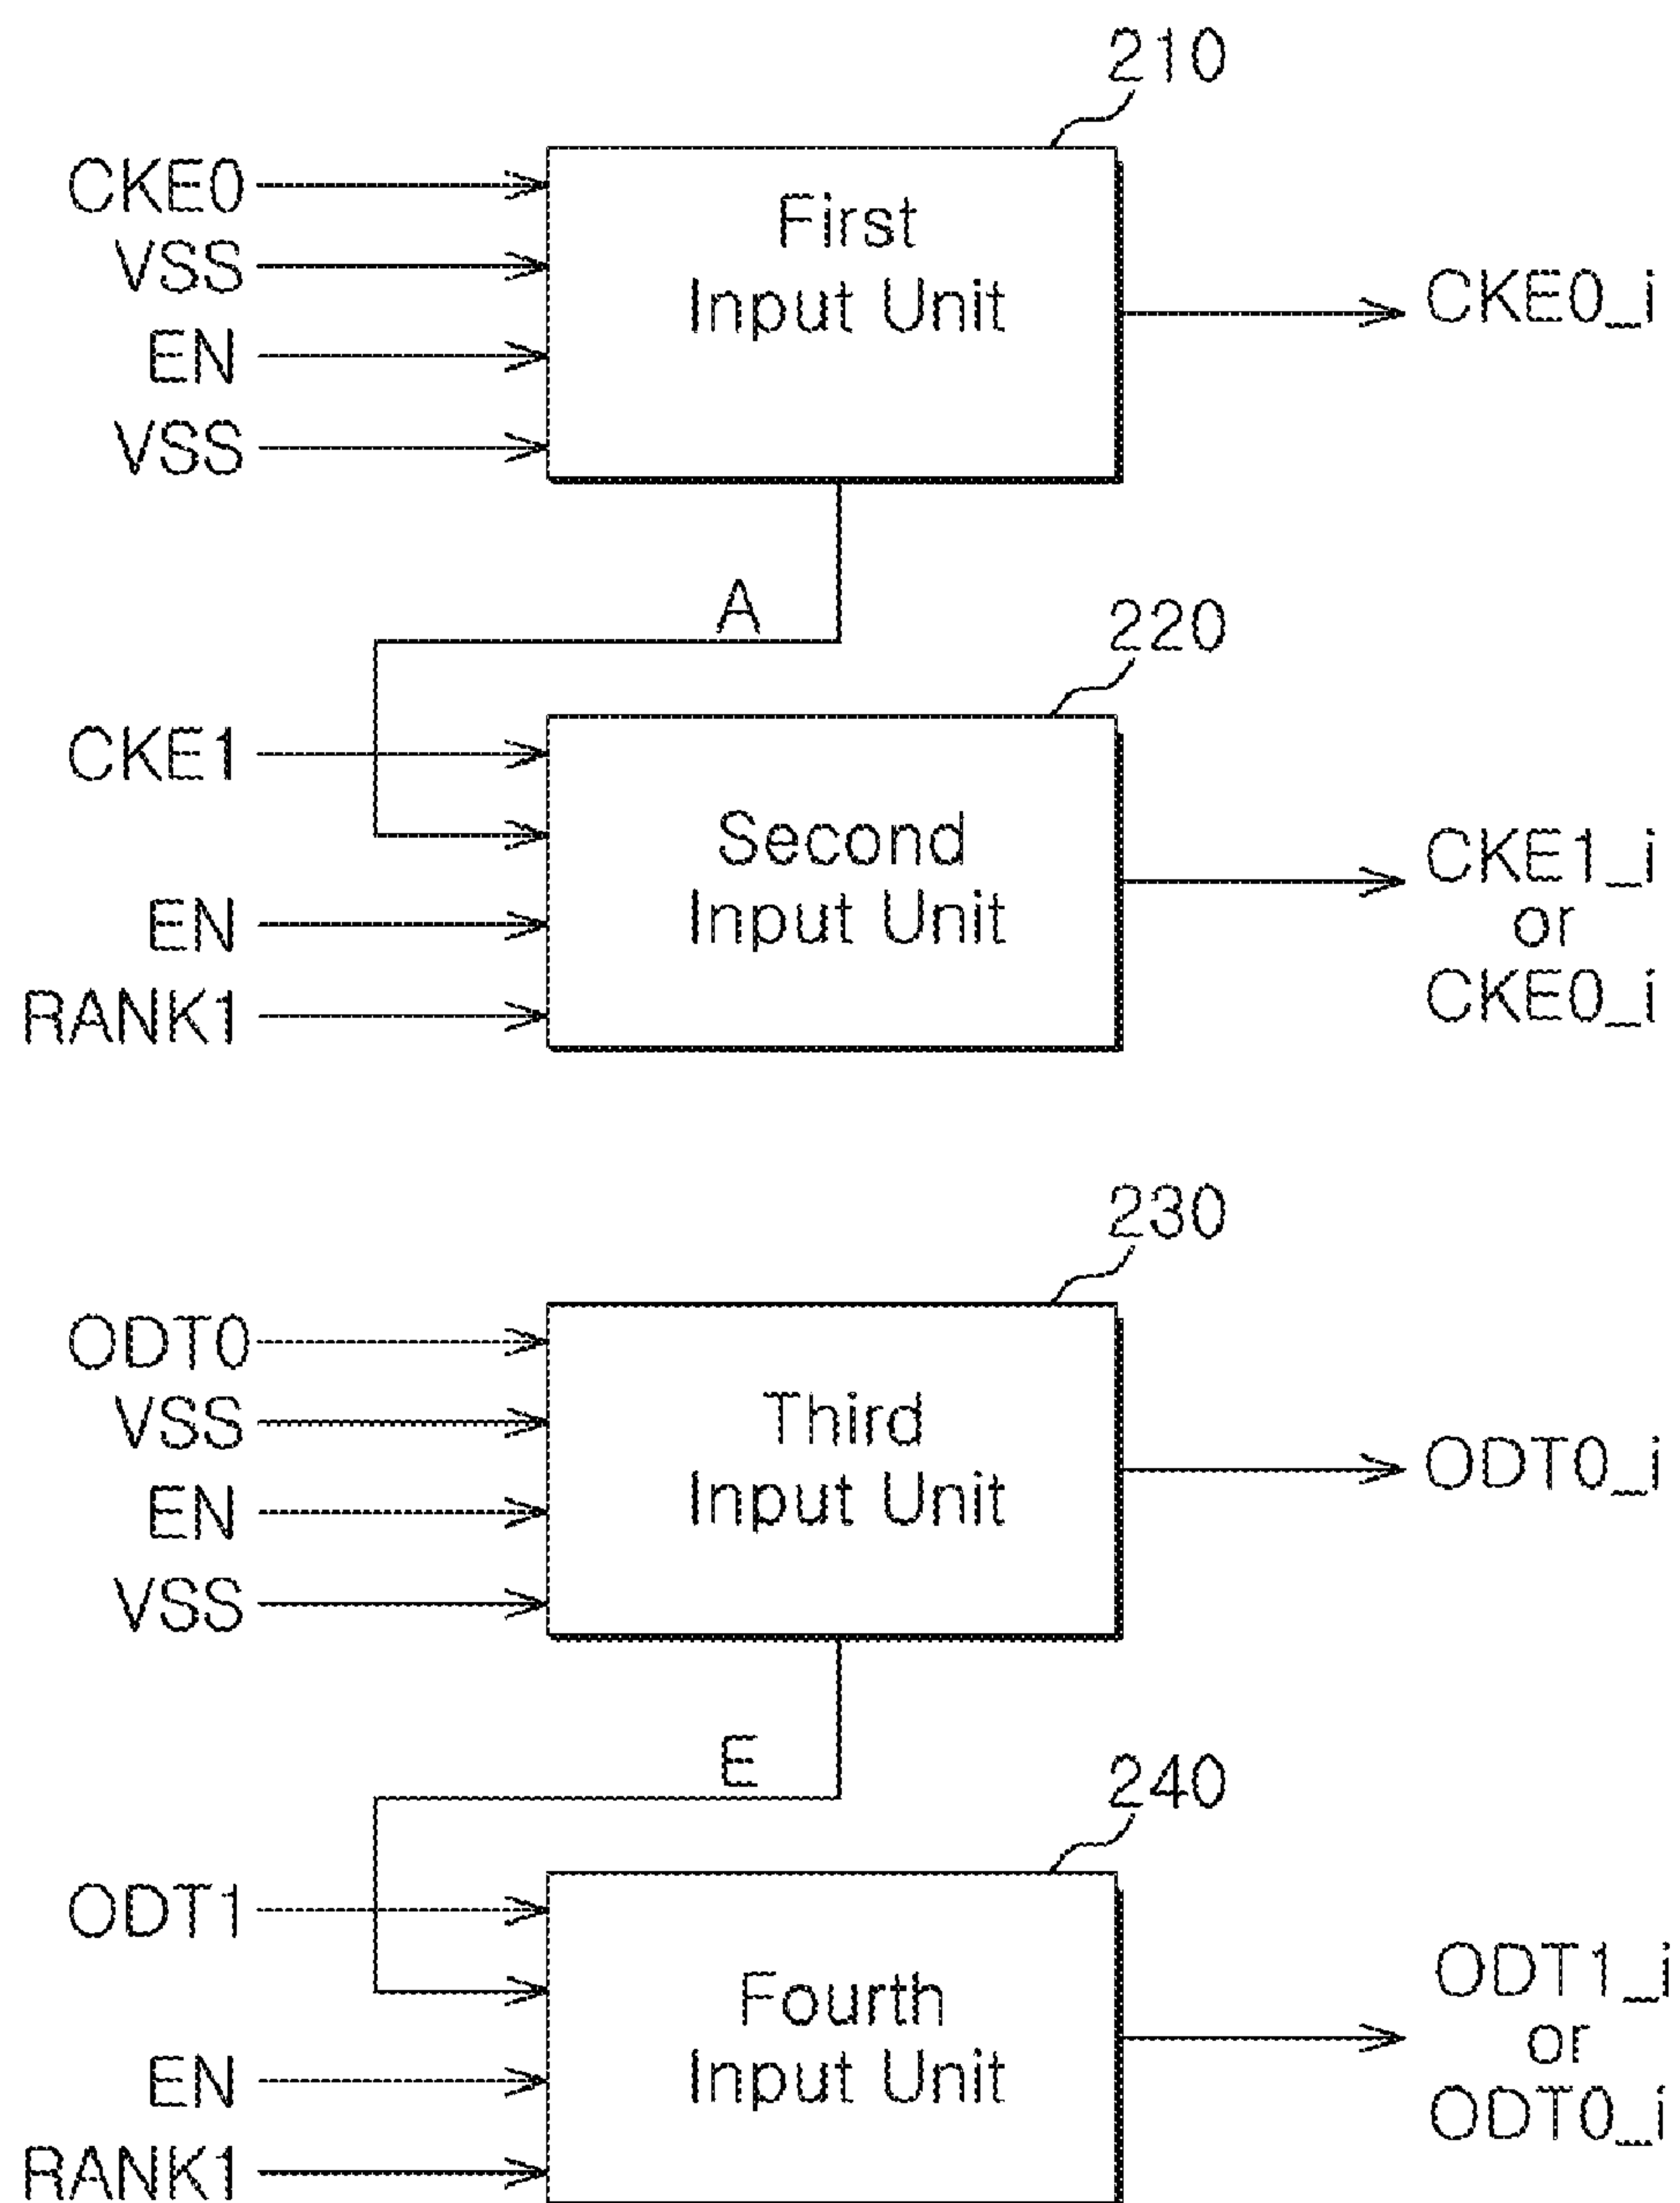 210
CKE0
VSS
EN
VSS
First
Input Unit
CKE0_i
A
220
CKE1
EN
RANK1
Second
Input Unit
CKE1_i
or
CKE0_i
230
ODT0
VSS
EN
VSS
Third
Input Unit
ODT0_i
E
240
ODT1
EN
RANK1
Fourth
Input Unit
ODT1_i
or
ODT0_i